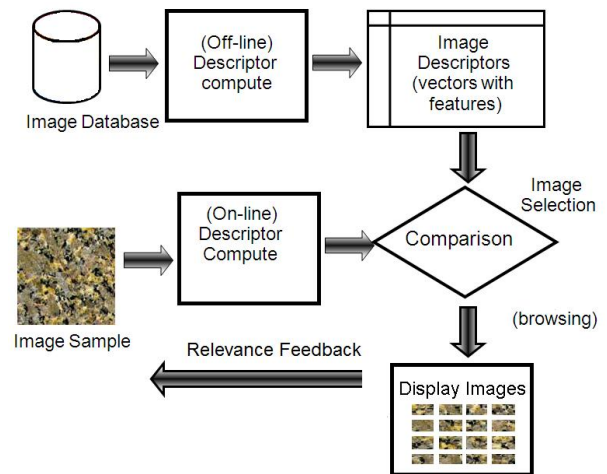 (Off-line)
Descriptor
compute
Image
Descriptors
(vectors with
features)
Image Database
(On-line)
Descriptor
Compute
Comparison
Image
Selection
Image Sample
(browsing)
Relevance Feedback
Display Images